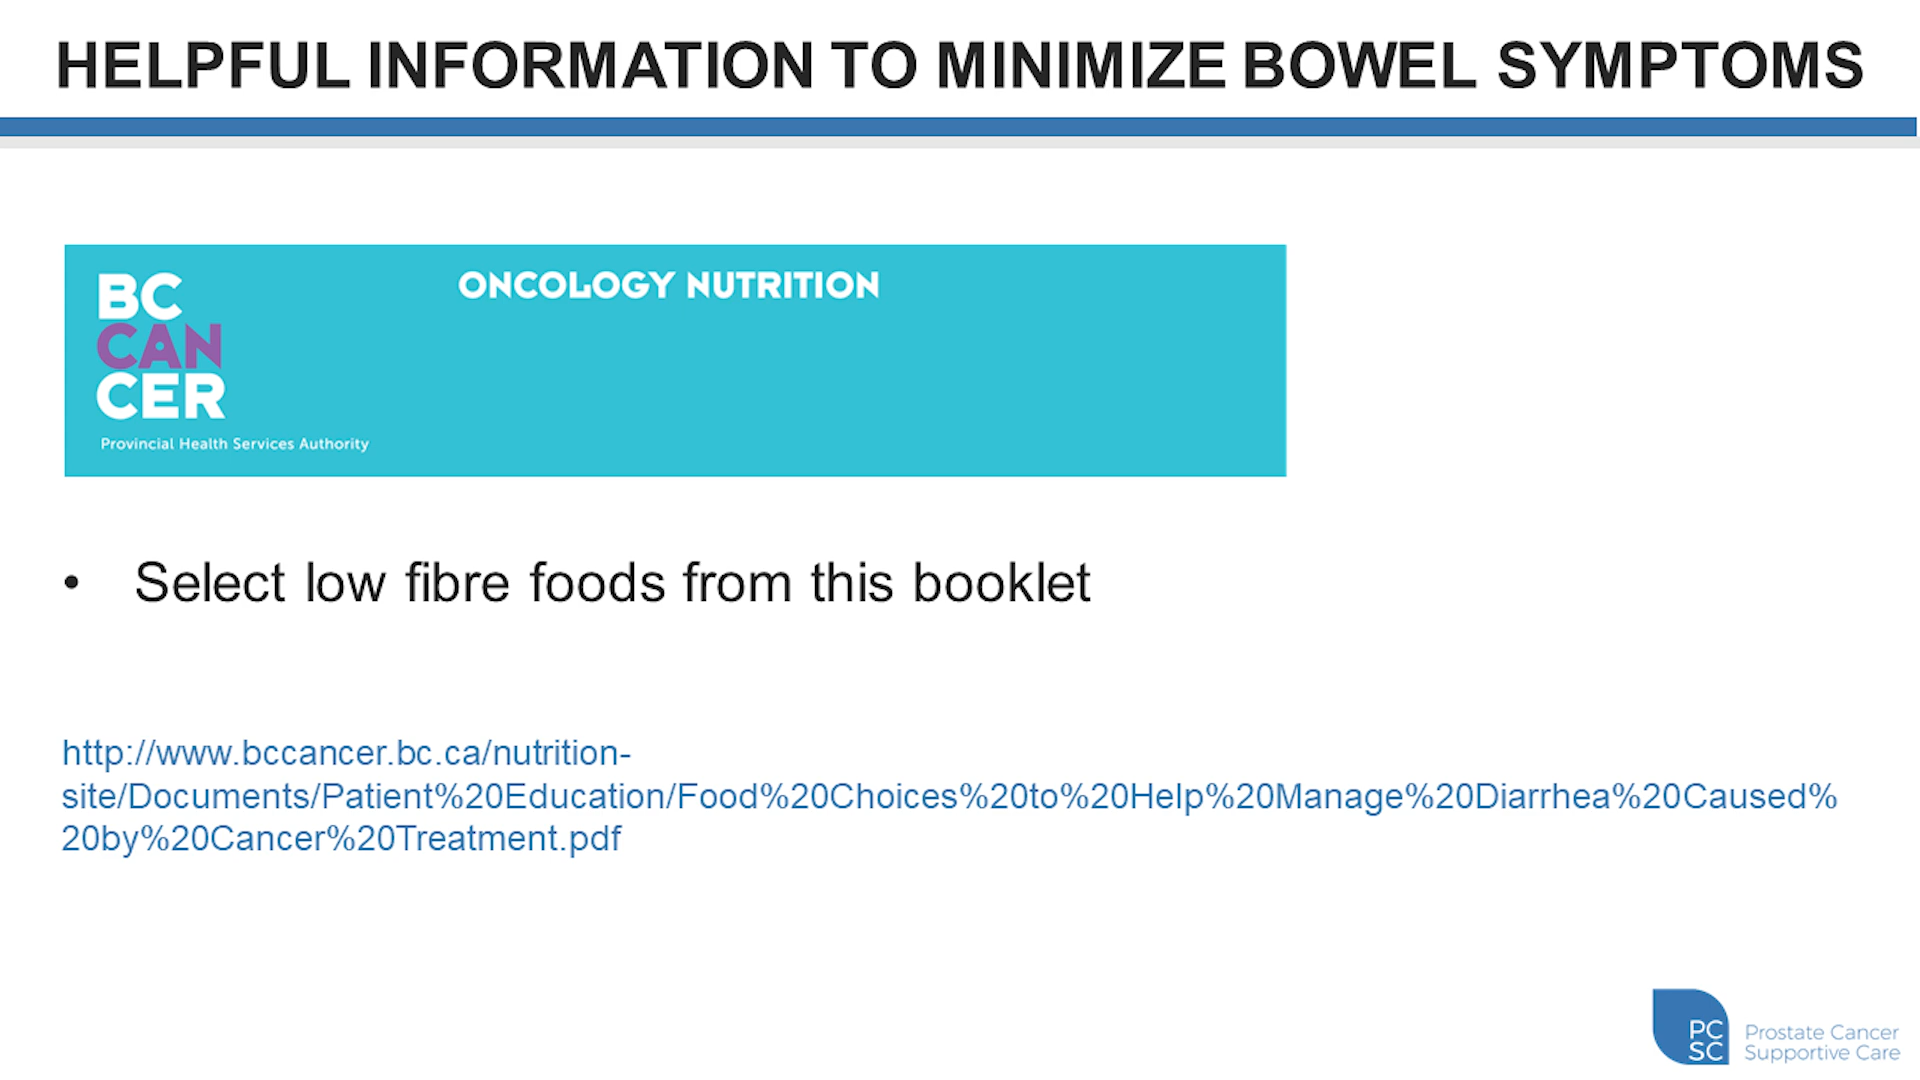 HELPFUL INFORMATION TO MINIMIZE BOWEL SYMPTOMS
BC
CAN
CER
Provincial Health Services Authority
ONCOLOGY NUTRITION
• Select low fibre foods from this booklet
http://www.bccancer.bc.ca/nutrition-
site/Documents/Patient%20Education/Food%20Choices%20to%20Help%20Manage%20Diarrhea%20Caused%
20by%20Cancer%20Treatment.pdf
PC
SC
Prostate Cancer
Supportive Care